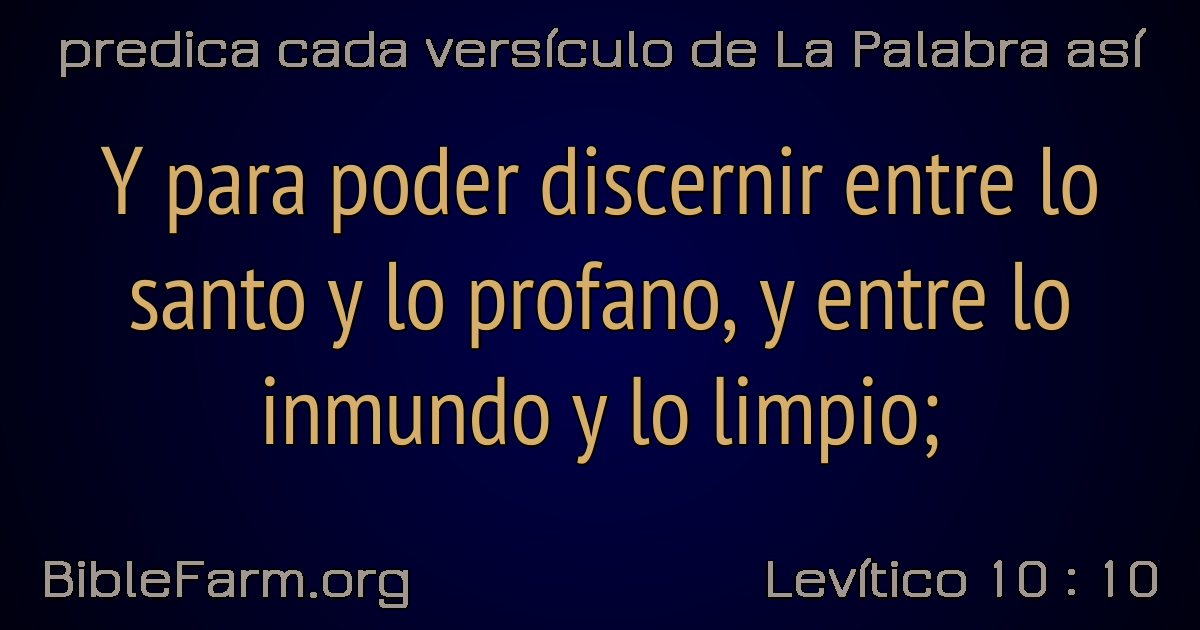 predica cada versículo de La Palabra así
Y para poder discernir entre lo
santo y lo profano, y entre lo
inmundo y lo limpio;
BibleFarm.org
Levítico 10 : 10